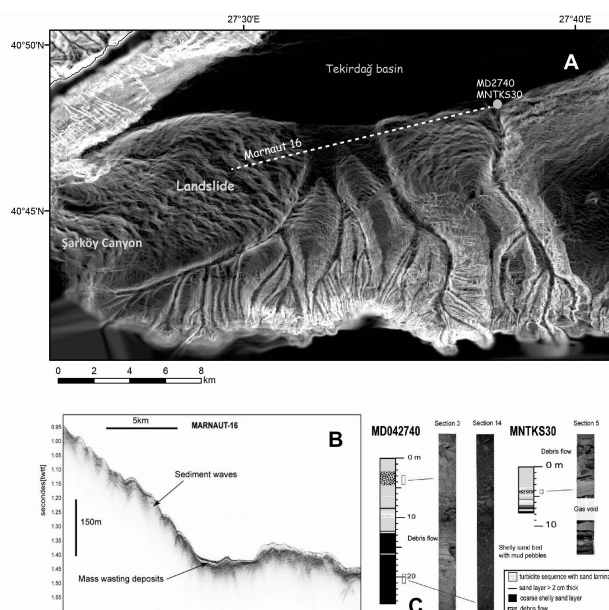 27°30'E
27°40'E
40°50'N
Tekirdağ basin
A
MD2740
MNTKS30
Marnaut 16
Landslide
40°45'N
Şarköy Canyon
0 2 4 6 8
km
5km
MARNAUT-16
B
secondes[twtt]
0.95
1.00
1.05
1.10
1.15
1.20
1.25
1.30
1.35
1.40
1.45
1.50
1.55
Sediment waves
150m
Mass wasting deposits
MD042740
Section 3
Section 14
0 m
10
Debris flow
20
C
MNTKS30
Section 5
Debris flow
0 m
Gas void
10
Shelly sand bed
with mud pebbles
turbidite sequence with sand lamina
sand layer > 2 cm thick
coarse shelly sand layer
debris flow